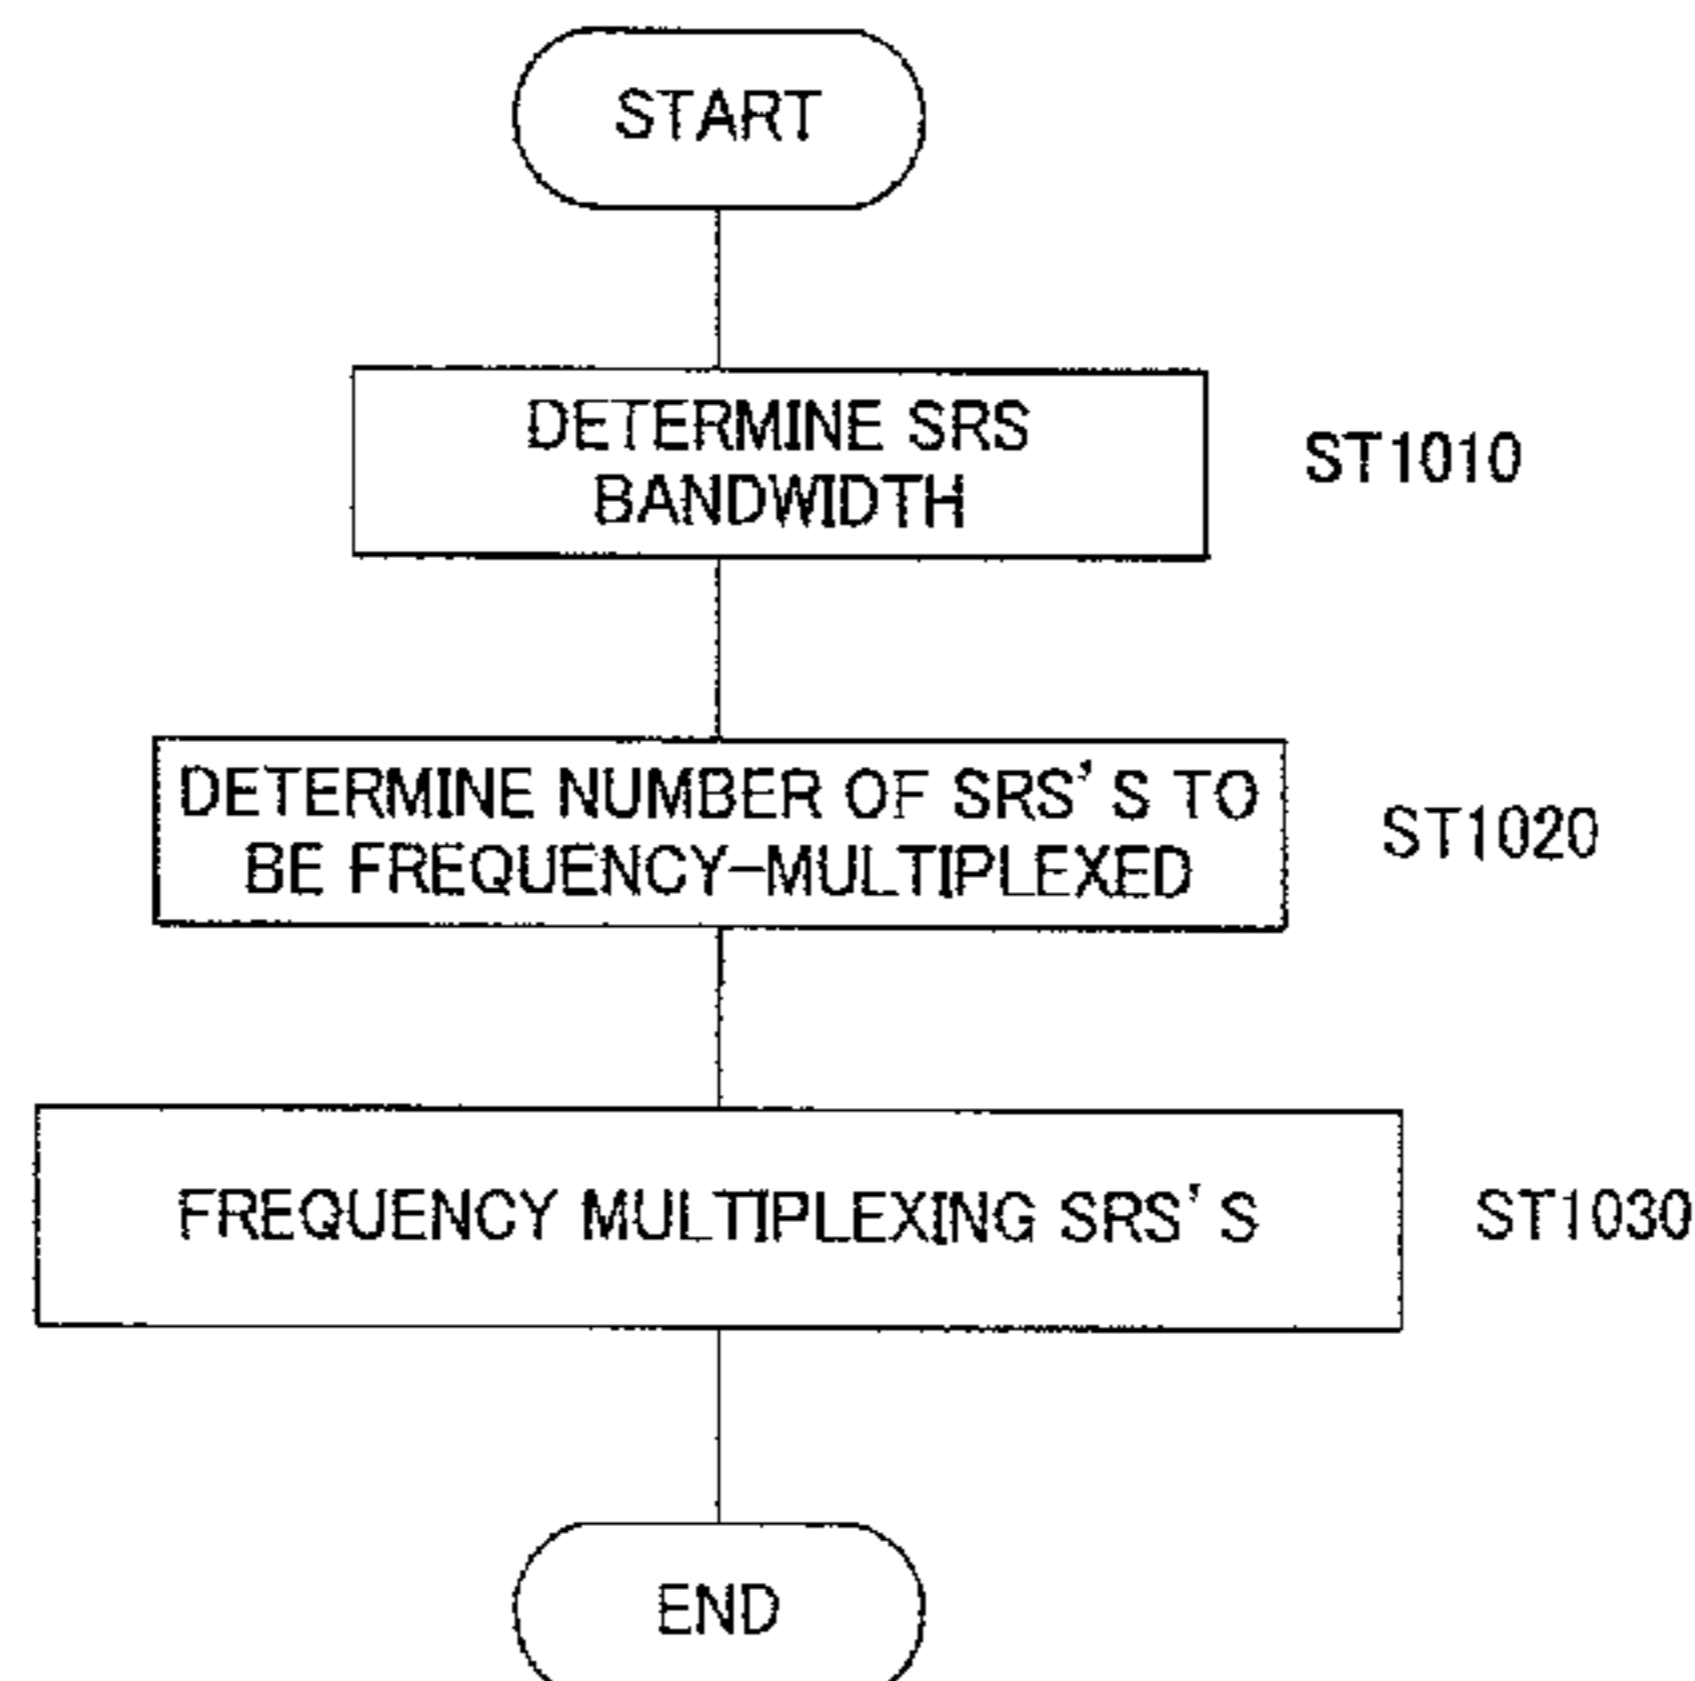 START
DETERMINE SRS
BANDWIDTH
ST1010
DETERMINE NUMBER OF SRS'S TO
BE FREQUENCY-MULTIPLEXED
ST1020
FREQUENCY MULTIPLEXING SRS'S
ST1030
END